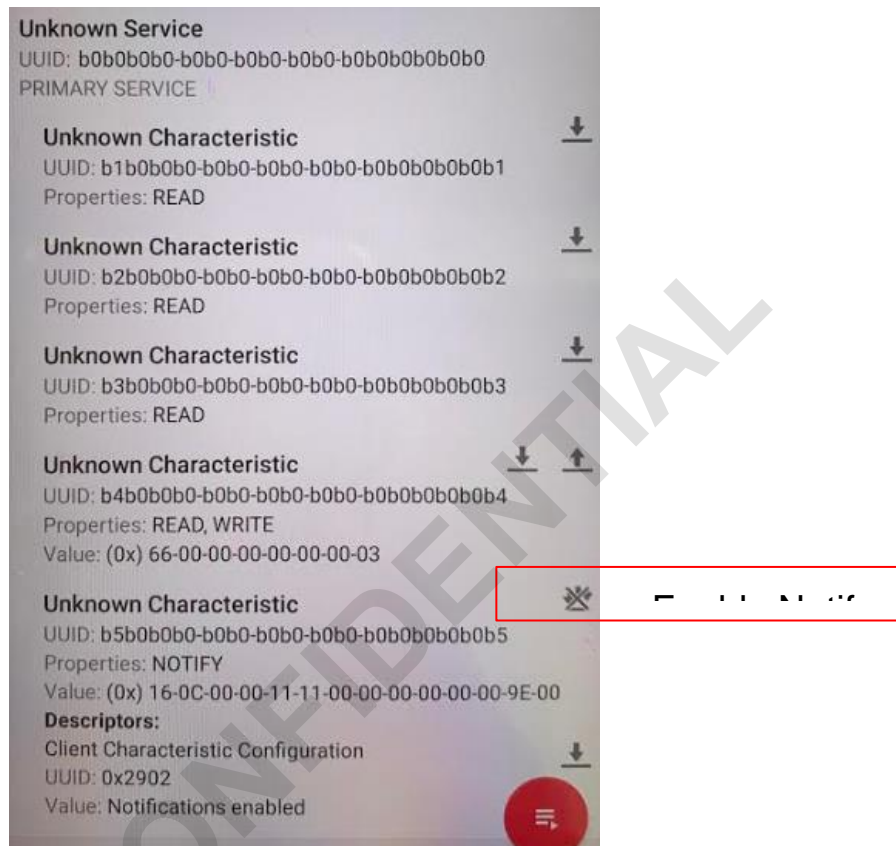 Unknown Service
UUID: b0b0b0b0-b0b0-b0b0-b0b0-b0b0b0b0b0b0
PRIMARY SERVICE
Unknown Characteristic
UUID: b1b0b0b0-b0b0-b0b0-b0b0-b0b0b0b0b0b1
Properties: READ
Unknown Characteristic
UUID: b2b0b0b0-b0b0-b0b0-b0b0-b0b0b0b0b0b2
Properties: READ
Unknown Characteristic
UUID: b3b0b0b0-b0b0-b0b0-b0b0-b0b0b0b0b0b3
Properties: READ
Unknown Characteristic
UUID: b4b0b0b0-b0b0-b0b0-b0b0-b0b0b0b0b0b4
Properties: READ, WRITE
Value: (0x) 66-00-00-00-00-00-00-03
Unknown Characteristic
UUID: b5b0b0b0-b0b0-b0b0-b0b0-b0b0b0b0b0b5
Properties: NOTIFY
Value: (0x) 16-0C-00-00-11-11-00-00-00-00-00-00-9E-00
Descriptors:
Client Characteristic Configuration
UUID: 0x2902
Value: Notifications enabled
ONFIDENTIAL